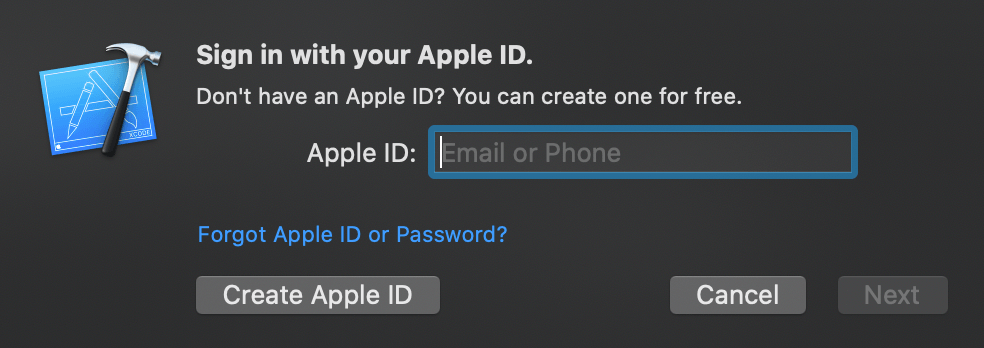 Sign in with your Apple ID.
Don't have an Apple ID? You can create one for free.
Apple ID: Email or Phone
XCODE
Forgot Apple ID or Password?
Create Apple ID Cancel Next